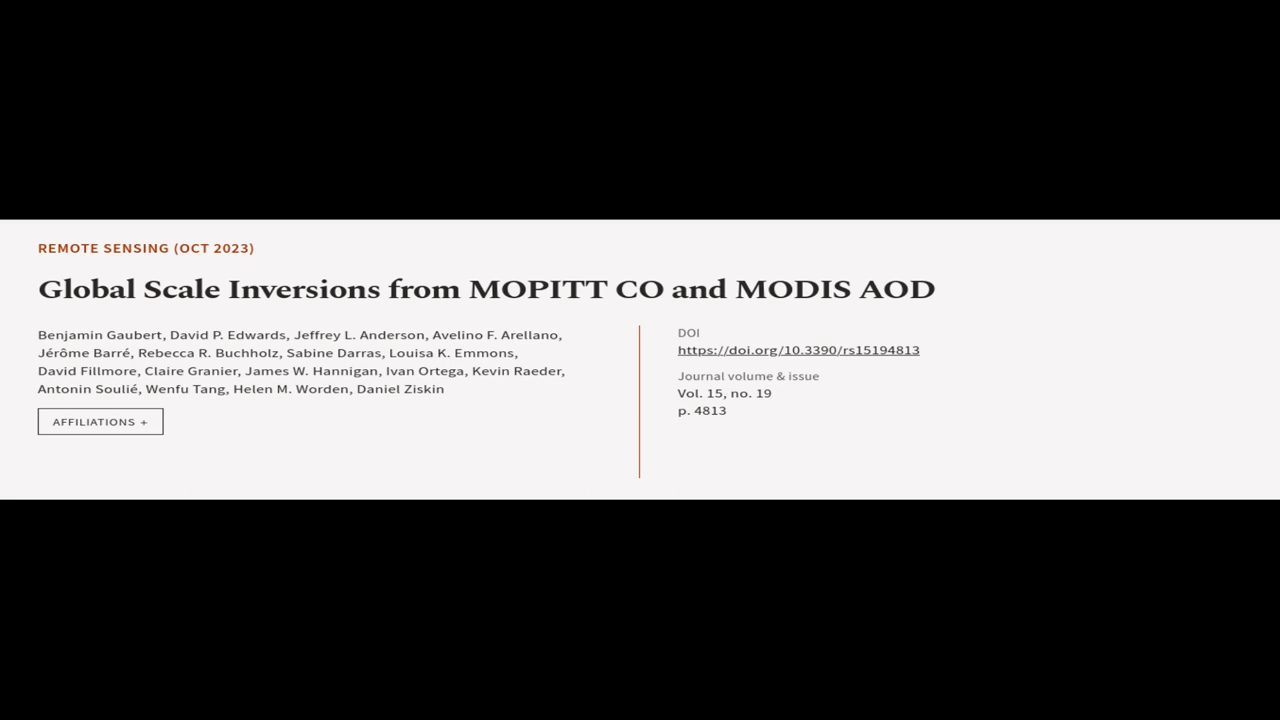 REMOTE SENSING (OCT 2023)
Global Scale Inversions from MOPITT CO and MODIS AOD
Benjamin Gaubert, David P. Edwards, Jeffrey L. Anderson, Avelino F. Arellano,
Jérôme Barré, Rebecca R. Buchholz, Sabine Darras, Louisa K. Emmons,
David Fillmore, Claire Granier, James W. Hannigan, Ivan Ortega, Kevin Raeder,
Antonin Soulié, Wenfu Tang, Helen M. Worden, Daniel Ziskin
AFFILIATIONS +
DOI
https://doi.org/10.3390/rs15194813
Journal volume & issue
Vol. 15, no. 19
p. 4813